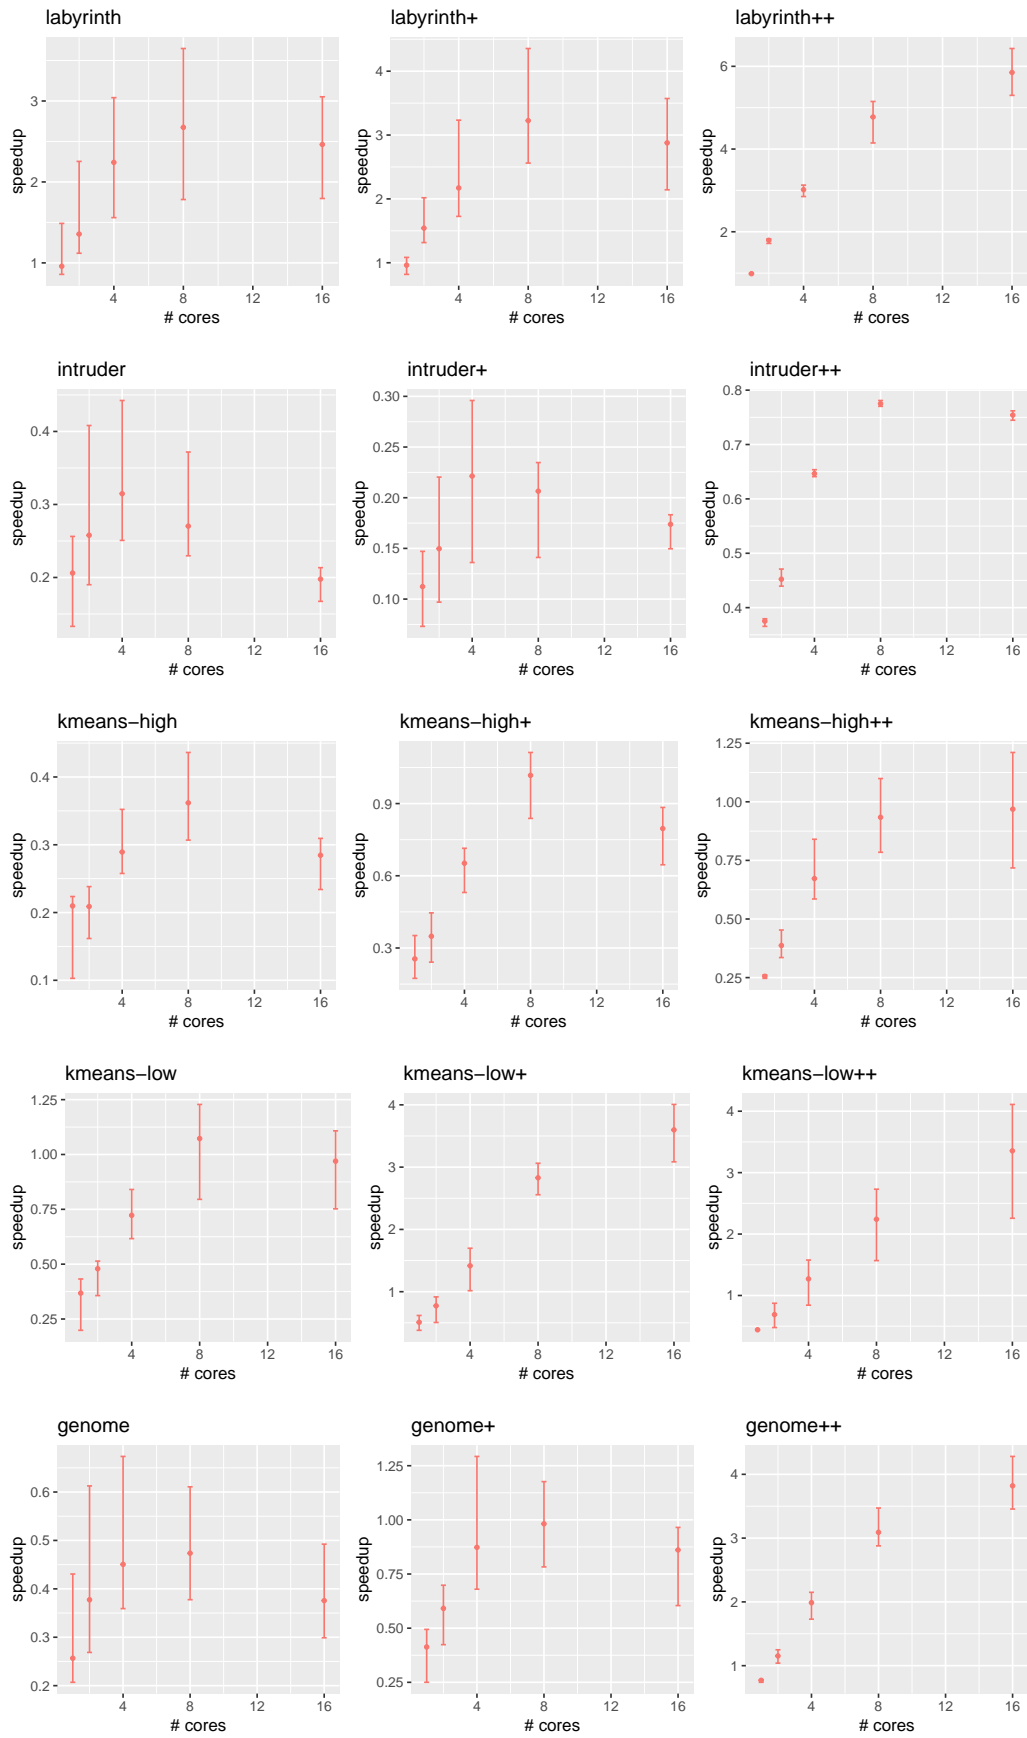 labyrinth
labyrinth+
labyrinth++
3
2
1
speedup
4 8 12 16
# cores
4
3
2
1
speedup
4 8 12 16
# cores
6
4
2
speedup
4 8 12 16
# cores
intruder
intruder+
intruder++
0.4
0.3
0.2
speedup
4 8 12 16
# cores
0.30
0.25
0.20
0.15
0.10
speedup
4 8 12 16
# cores
0.8
0.7
0.6
0.5
0.4
speedup
4 8 12 16
# cores
kmeans−high
kmeans−high+
kmeans−high++
0.4
0.3
0.2
0.1
speedup
4 8 12 16
# cores
0.9
0.6
0.3
speedup
4 8 12 16
# cores
1.25
1.00
0.75
0.50
0.25
speedup
4 8 12 16
# cores
kmeans−low
kmeans−low+
kmeans−low++
1.25
1.00
0.75
0.50
0.25
speedup
4 8 12 16
# cores
4
3
2
1
speedup
4 8 12 16
# cores
4
3
2
1
speedup
4 8 12 16
# cores
genome
genome+
genome++
0.6
0.5
0.4
0.3
0.2
speedup
4 8 12 16
# cores
1.25
1.00
0.75
0.50
0.25
speedup
4 8 12 16
# cores
4
3
2
1
speedup
4 8 12 16
# cores